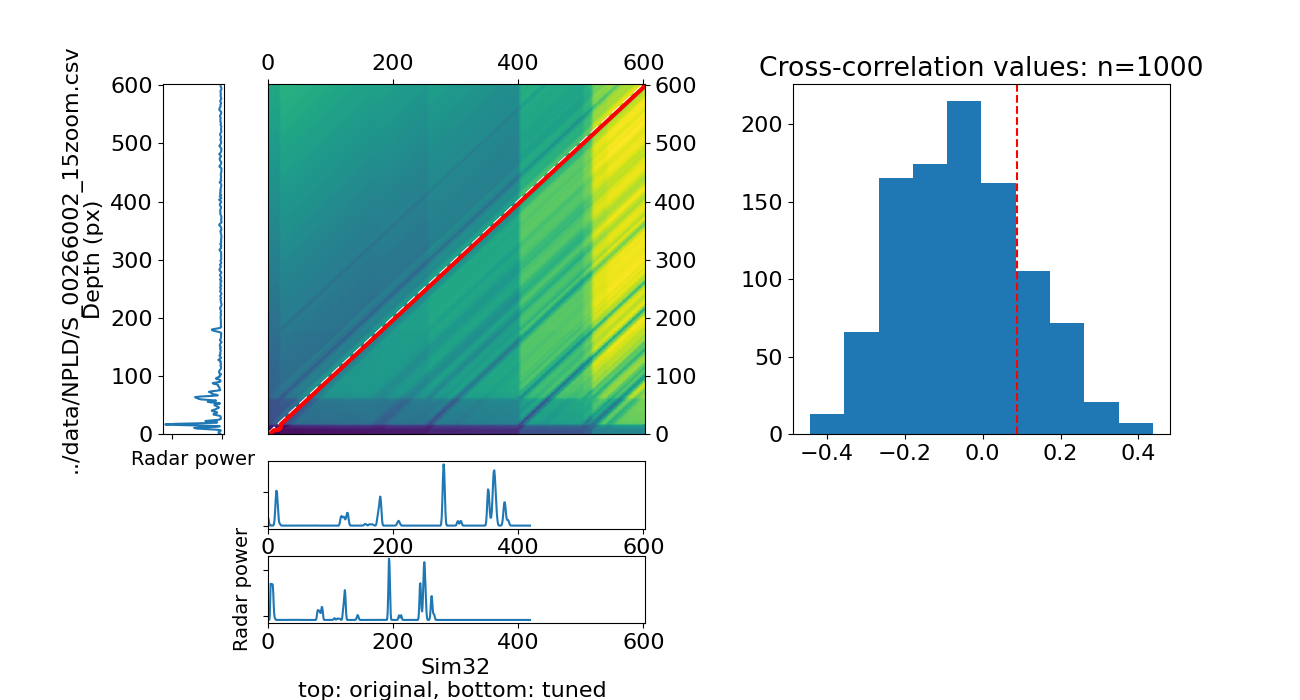 ../data/NPLD/S_00266002_15zoom.csv
Depth (px)
600
500
400
300
200
100
0
Radar power
0 200 400 600
600
500
400
300
200
100
0
0 200 400 600
Radar power
0 200 400 600
Sim32
top: original, bottom: tuned
Cross-correlation values: n=1000
200
150
100
50
0
−0.4 −0.2 0.0 0.2 0.4